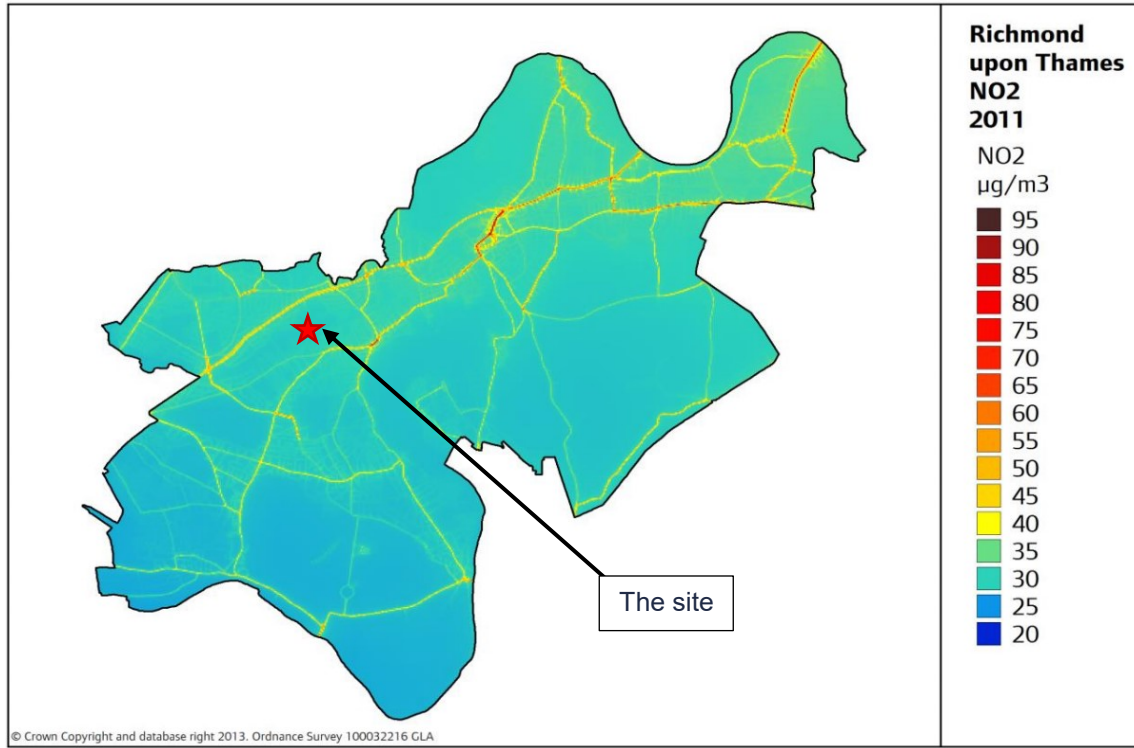 Richmond
upon Thames
NO2
2011
NO2
µg/m3
95
90
85
80
75
70
65
60
55
50
45
40
35
30
25
20
The site
© Crown Copyright and database right 2013. Ordnance Survey 100032216 GLA